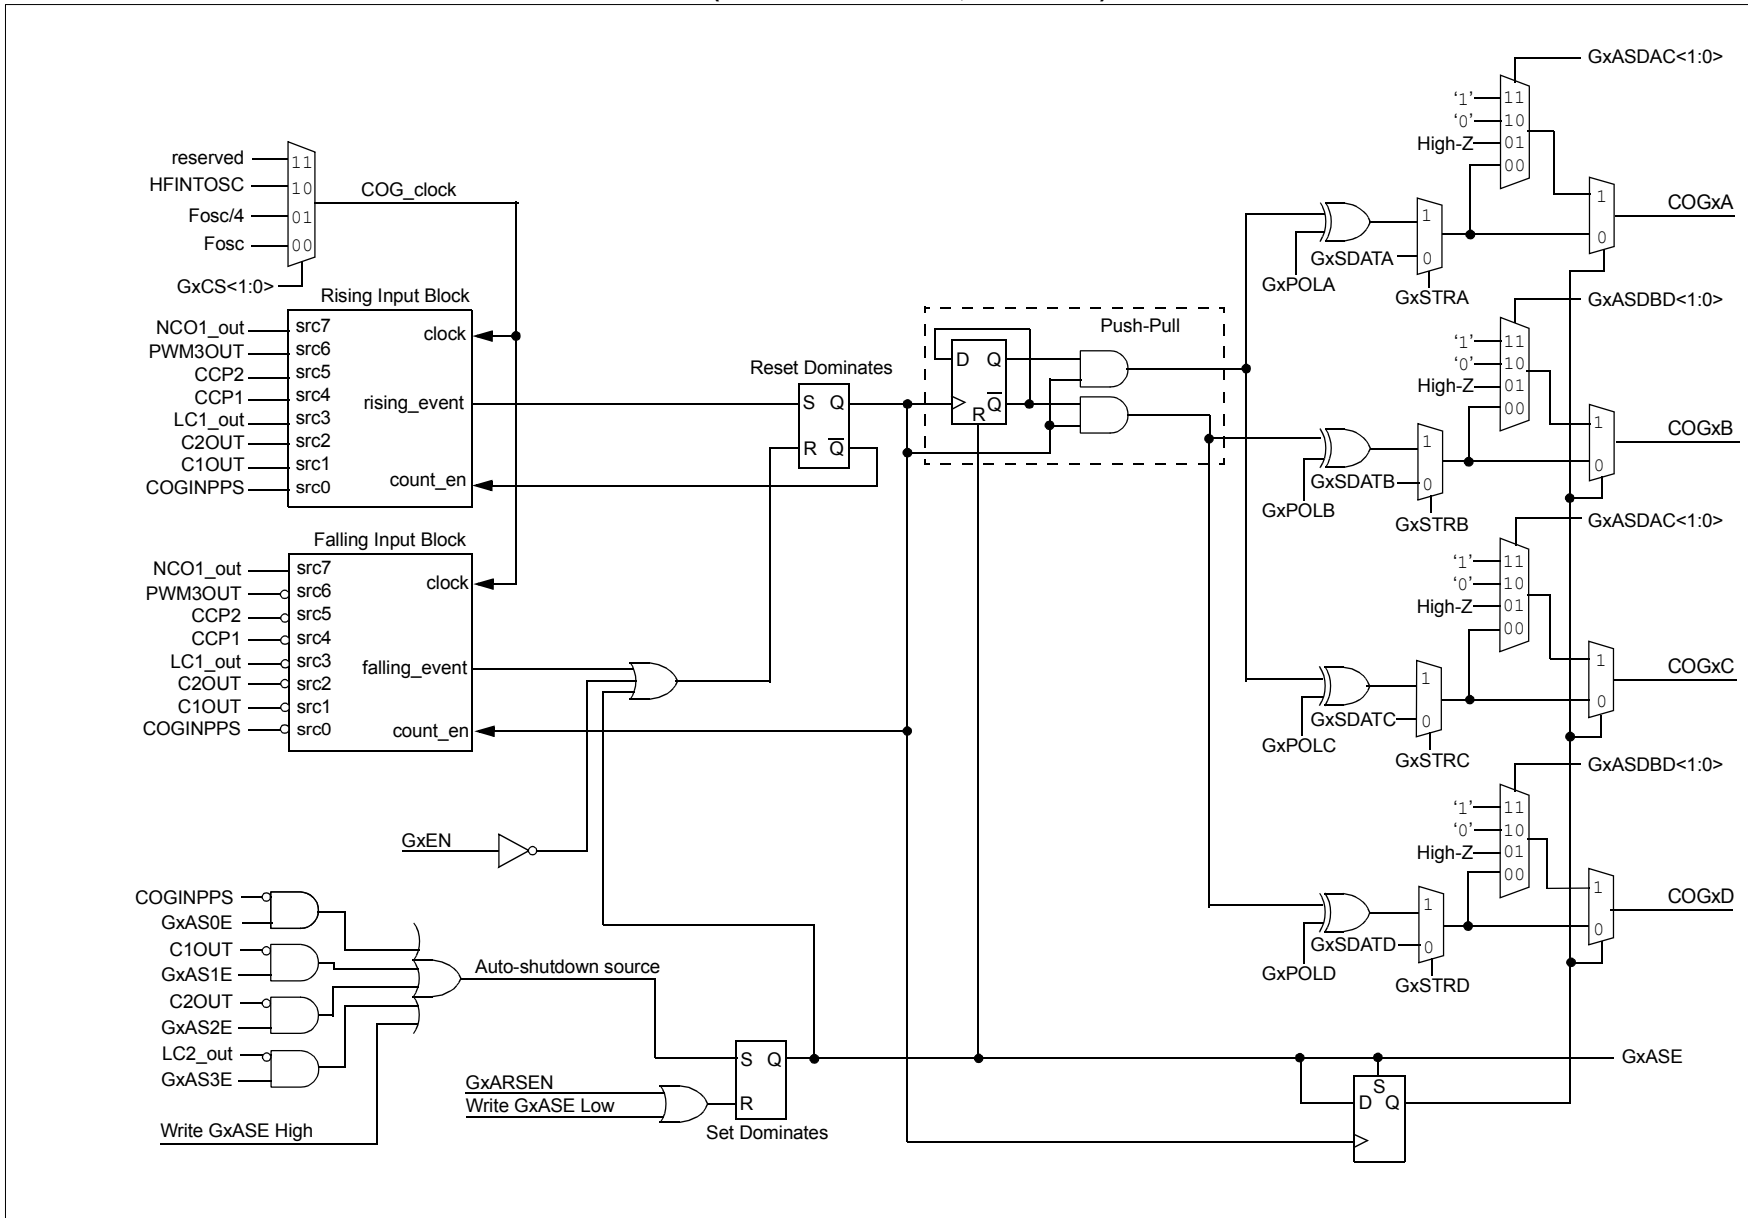 GxASDAC<1:0>
'1' 11
'0' 10
High-Z 01
00
1
0
COGxA
reserved 11
HFINTOSC 10
Fosc/4 01
Fosc 00
COG_clock
GxCS<1:0>
1
GxSDATA 0
GxPOLA
GxSTRA
Rising Input Block
NCO1_out src7
PWM3OUT src6
CCP2 src5
CCP1 src4
LC1_out src3
C2OUT src2
C1OUT src1
COGINPPS src0
clock
rising_event
count_en
Reset Dominates
S Q
R Q
Push-Pull
D Q
Q
R
GxASDBD<1:0>
'1' 11
'0' 10
High-Z 01
00
1
0
COGxB
1
GxSDATB 0
GxPOLB
GxSTRB
Falling Input Block
NCO1_out src7
PWM3OUT src6
CCP2 src5
CCP1 src4
LC1_out src3
C2OUT src2
C1OUT src1
COGINPPS src0
clock
falling_event
count_en
GxASDAC<1:0>
'1' 11
'0' 10
High-Z 01
00
1
0
COGxC
1
GxSDATC 0
GxPOLC
GxSTRC
GxEN
GxASDBD<1:0>
'1' 11
'0' 10
High-Z 01
00
1
0
COGxD
1
GxSDATD 0
GxPOLD
GxSTRD
COGINPPS
GxAS0E
C1OUT
GxAS1E
C2OUT
GxAS2E
LC2_out
GxAS3E
Write GxASE High
Auto-shutdown source
GxARSEN
Write GxASE Low
S Q
R
Set Dominates
GxASE
S
D Q